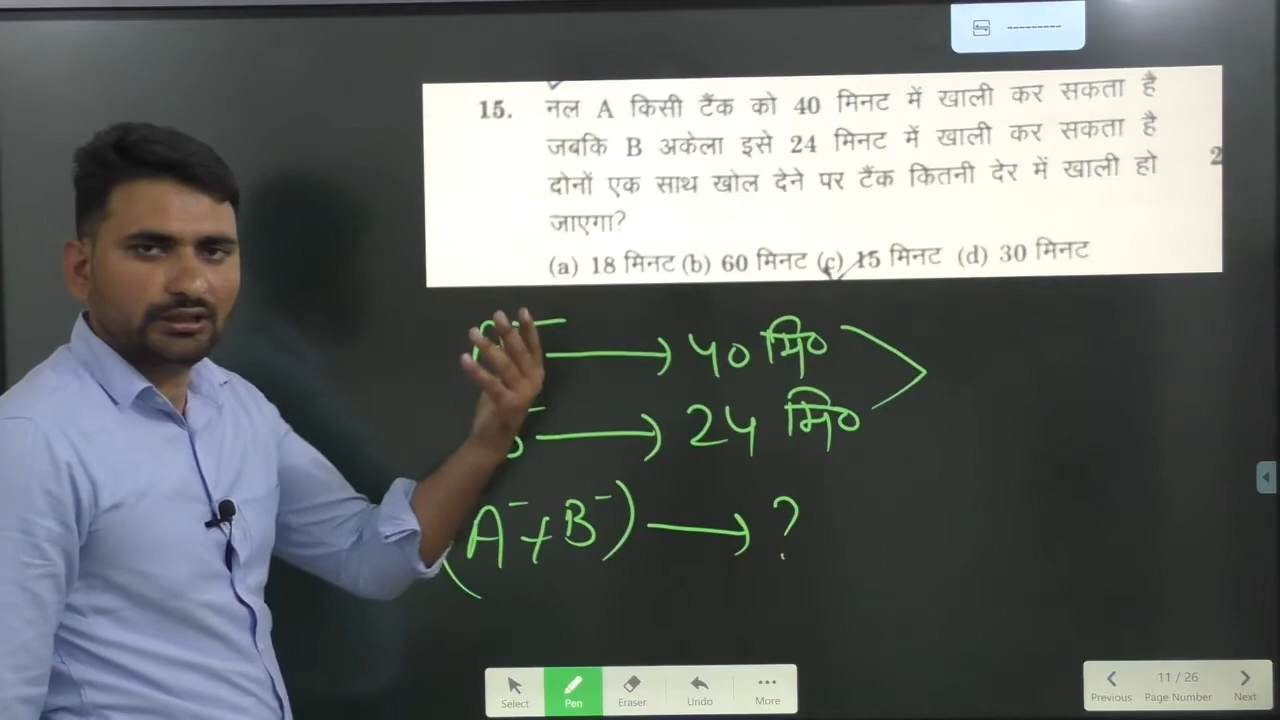 15. नल A किसी टैंक को 40 मिनट में खाली कर सकता है
जबकि B अकेला इसे 24 मिनट में खाली कर सकता है
दोनों एक साथ खोल देने पर टैंक कितनी देर में खाली हो
जाएगा?
(a) 18 मिनट (b) 60 मिनट (c) 15 मिनट (d) 30 मिनट
2
⟶ 40 मि०
⟶ 24 मि०
(A⁻+B⁻) ⟶ ?
Select Pen Eraser Undo More
Previous 11 / 26 Page Number Next